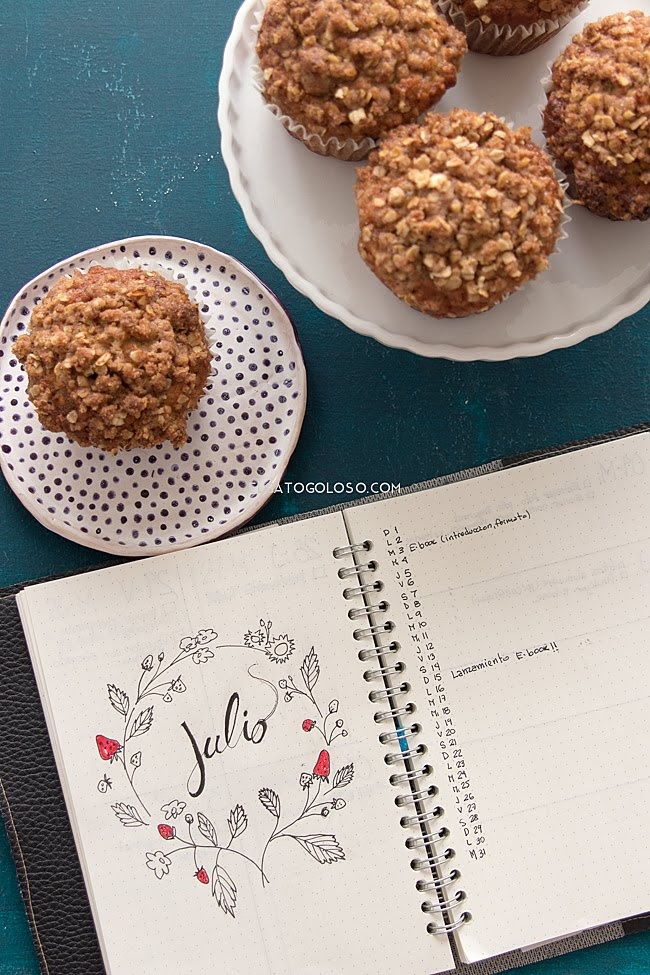 ATOGOLOSO.COM
Julio
D 1
L 2
M 3 E-book (introduccion, formato)
M 4
J 5
V 6
S 7
D 8
L 9
M 10
M 11
J 12
V 13
S 14
D 15 Lanzamiento E-book!!
L 16
M 17
M 18
J 19
V 20
S 21
D 22
L 23
M 24
M 25
J 26
V 27
S 28
D 29
L 30
M 31